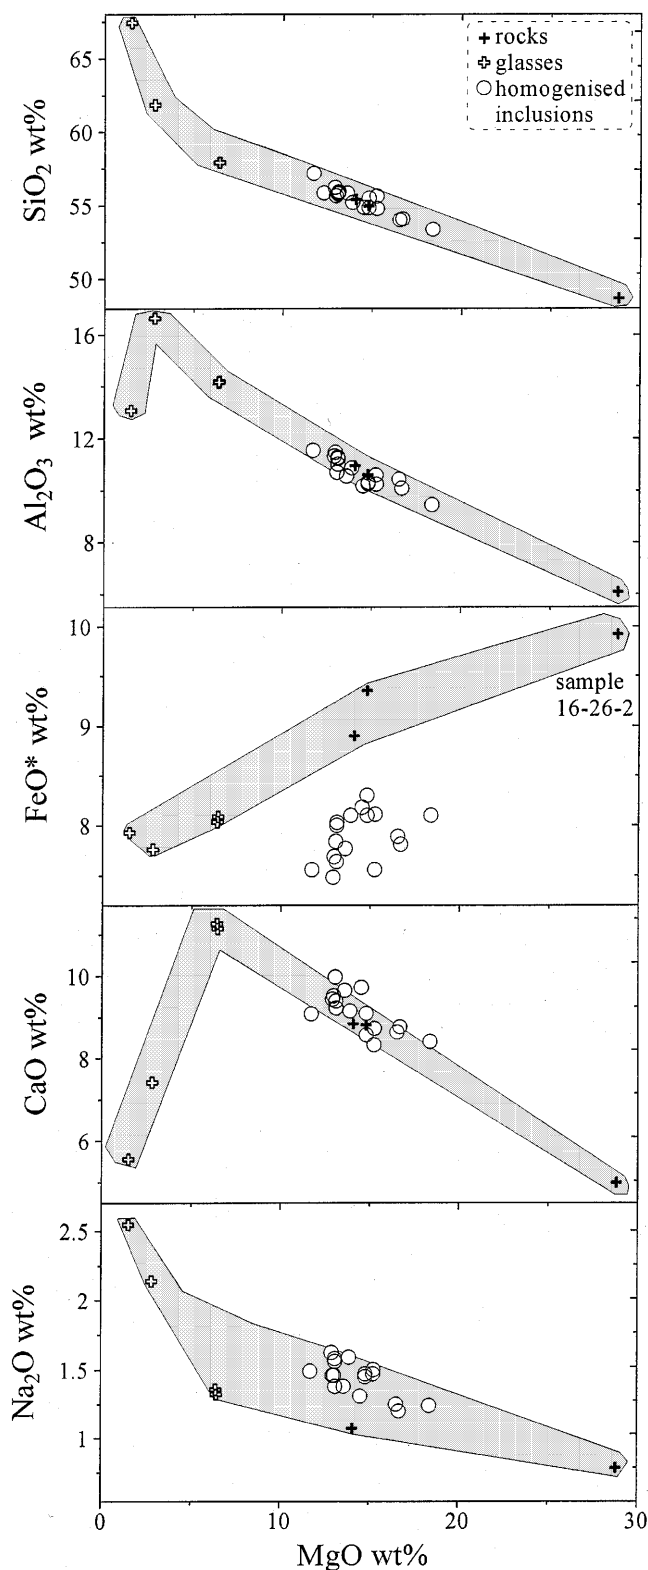 65
60
55
50
SiO₂ wt%
rocks
glasses
homogenised
inclusions
16
12
8
Al₂O₃ wt%
10
9
8
FeO* wt%
sample
16-26-2
10
8
6
CaO wt%
2.5
2
1.5
1
Na₂O wt%
0 10 20 30
MgO wt%